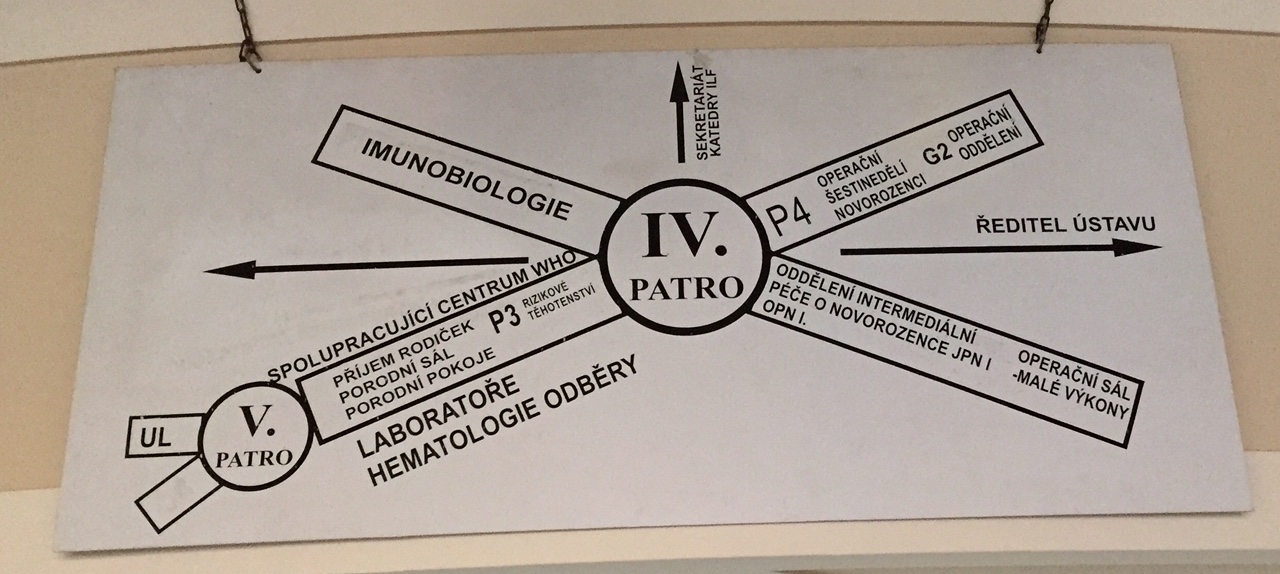 SEKRETARIÁT
KATEDRY ILF
IMUNOBIOLOGIE
IV.
PATRO
P4
OPERAČNÍ
ŠESTINEDĚLÍ
NOVOROZENCI
G2
OPERAČNÍ
ODDĚLENÍ
ŘEDITEL ÚSTAVU
ODDĚLENÍ INTERMEDIÁLNÍ
PÉČE O NOVOROZENCE JPN I
OPN I.
OPERAČNÍ SÁL
-MALÉ VÝKONY
SPOLUPRACUJÍCÍ CENTRUM WHO
PŘÍJEM RODIČEK
PORODNÍ SÁL
PORODNÍ POKOJE
P3
RIZIKOVÉ
TĚHOTENSTVÍ
LABORATOŘE
HEMATOLOGIE ODBĚRY
V.
PATRO
UL